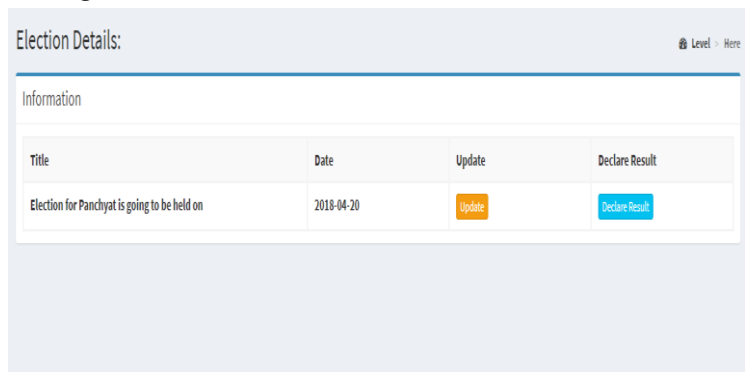 Election Details:
Level > Here
Information
Title Date Update Declare Result
Election for Panchyat is going to be held on 2018-04-20 Update Declare Result